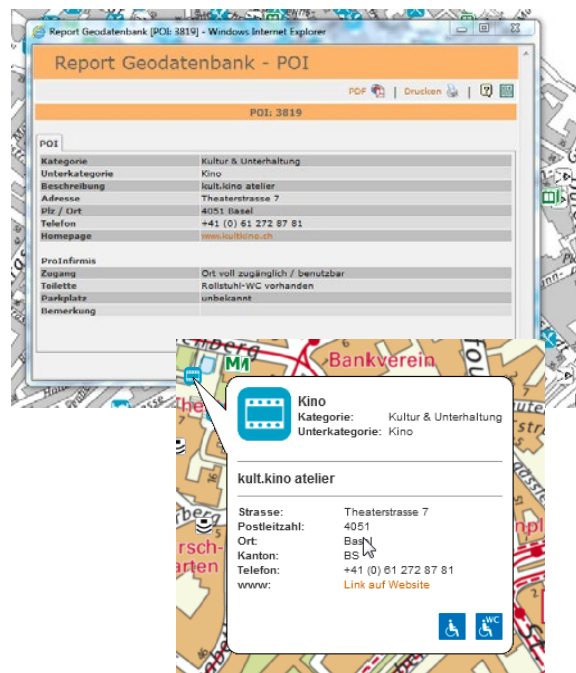 Report Geodatenbank [POI: 3819] - Windows Internet Explorer
Report Geodatenbank - POI
PDF | Drucken |
POI: 3819
POI
Kategorie Kultur & Unterhaltung
Unterkategorie Kino
Beschreibung kult.kino atelier
Adresse Theaterstrasse 7
Plz / Ort 4051 Basel
Telefon +41 (0) 61 272 87 81
Homepage www.kultkino.ch
ProInfirmis
Zugang Ort voll zugänglich / benutzbar
Toilette Rollstuhl-WC vorhanden
Parkplatz unbekannt
Bemerkung
Bankverein
Kino
Kategorie: Kultur & Unterhaltung
Unterkategorie: Kino
kult.kino atelier
Strasse: Theaterstrasse 7
Postleitzahl: 4051
Ort: Basel
Kanton: BS
Telefon: +41 (0) 61 272 87 81
www: Link auf Website
WC